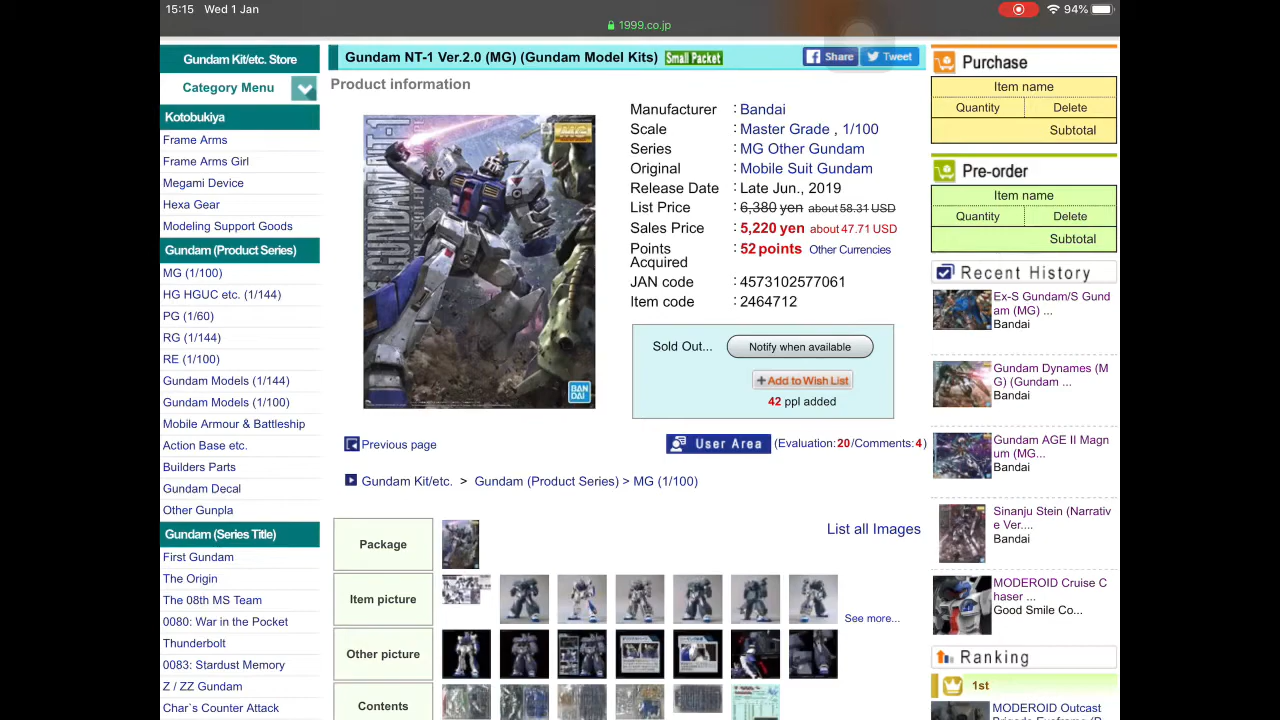 15:15 Wed 1 Jan
94%
1999.co.jp
Gundam Kit/etc. Store
Category Menu
Kotobukiya
Frame Arms
Frame Arms Girl
Megami Device
Hexa Gear
Modeling Support Goods
Gundam (Product Series)
MG (1/100)
HG HGUC etc. (1/144)
PG (1/60)
RG (1/144)
RE (1/100)
Gundam Models (1/144)
Gundam Models (1/100)
Mobile Armour & Battleship
Action Base etc.
Builders Parts
Gundam Decal
Other Gunpla
Gundam (Series Title)
First Gundam
The Origin
The 08th MS Team
0080: War in the Pocket
Thunderbolt
0083: Stardust Memory
Z / ZZ Gundam
Char`s Counter Attack
Gundam NT-1 Ver.2.0 (MG) (Gundam Model Kits) Small Packet
Share
Tweet
Product information
MG
GUNDAM NT-1
BAN
DAI
Manufacturer : Bandai
Scale : Master Grade , 1/100
Series : MG Other Gundam
Original : Mobile Suit Gundam
Release Date : Late Jun., 2019
List Price : 6,380 yen about 58.31 USD
Sales Price : 5,220 yen about 47.71 USD
Points : 52 points Other Currencies
Acquired
JAN code : 4573102577061
Item code : 2464712
Sold Out... Notify when available
+Add to Wish List
42 ppl added
Previous page
User Area (Evaluation:20/Comments:4)
Gundam Kit/etc. > Gundam (Product Series) > MG (1/100)
List all Images
Package
Item picture
See more...
Other picture
Contents
Purchase
Item name
Quantity Delete
Subtotal
Pre-order
Item name
Quantity Delete
Subtotal
Recent History
Ex-S Gundam/S Gund
am (MG) ...
Bandai
Gundam Dynames (M
G) (Gundam ...
Bandai
Gundam AGE II Magn
um (MG...
Bandai
Sinanju Stein (Narrativ
e Ver....
Bandai
MODEROID Cruise C
haser ...
Good Smile Co...
Ranking
1st
MODEROID Outcast
Brigade Exoframe (P